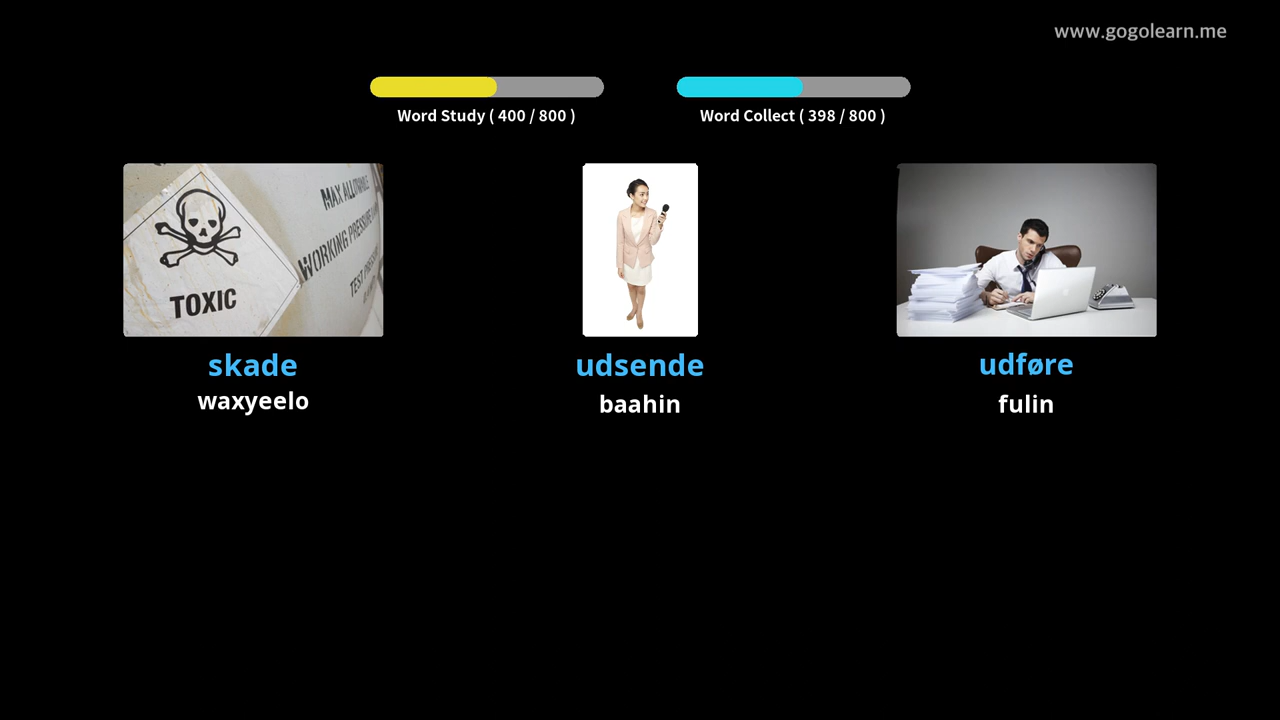 www.gogolearn.me
Word Study ( 400 / 800 )
Word Collect ( 398 / 800 )
TOXIC
MAX ALLOWABLE
WORKING PRESSURE
TEST
skade
waxyeelo
udsende
baahin
udføre
fulin